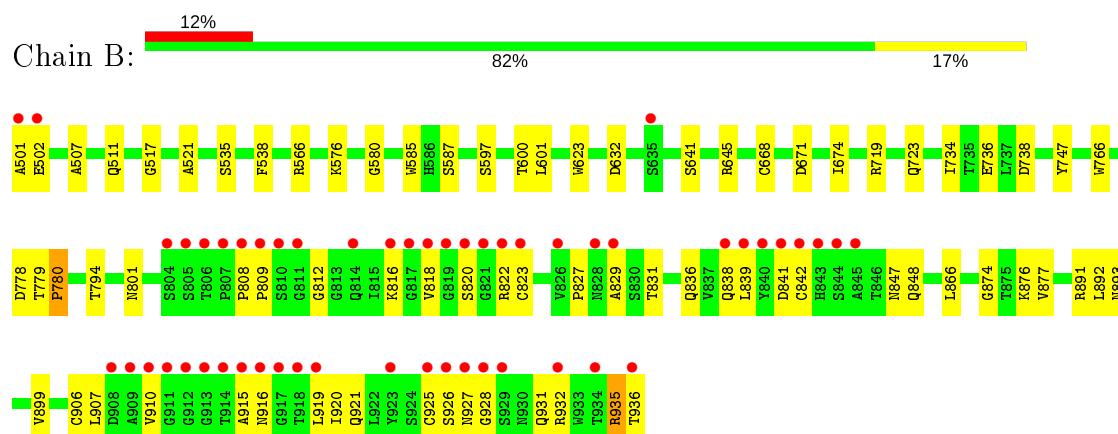 12%
Chain B:
82% 17%
A501 E502 A507 Q511 G517 A521 S535 F538 R566 K576 G580 W585 H586 S587 S597 T600 L601 W623 D632 S635 S641 R645 C668 D671 I674 R719 Q723 I734 T735 E736 L737 D738 Y747 W766
D778 T779 P780 T794 N801 S804 S805 T806 P807 P808 P809 S810 G811 G812 G813 Q814 I815 K816 G817 V818 G819 S820 G821 R822 C823 V826 P827 N828 A829 S830 T831 Q836 V837 Q838 L839 Y840 D841 C842 H843 S844 A845 T846 N847 Q848 L866 G874 T875 K876 V877 R891 L892 N893
V899 C906 L907 D908 A909 V910 G911 G912 G913 T914 A915 N916 G917 T918 L919 I920 Q921 L922 Y923 S924 C925 S926 N927 G928 S929 N930 Q931 R932 W933 T934 R935 T936